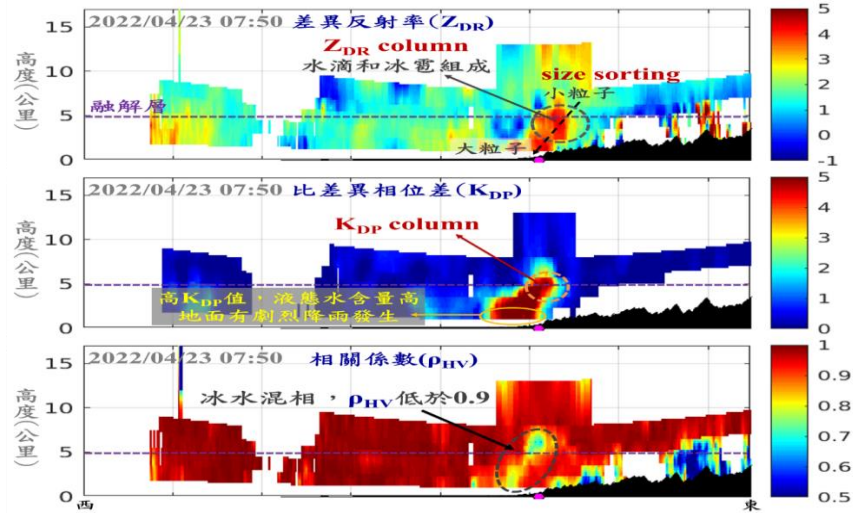 2022/04/23 07:50 差異反射率(ZDR)
ZDR column
水滴和冰雹組成
size sorting
小粒子
大粒子
融解層
高度(公里)
15
10
5
0
5
4
3
2
1
0
-1
2022/04/23 07:50 比差異相位差(KDP)
KDP column
高KDP值,液態水含量高
地面有劇烈降雨發生
高度(公里)
15
10
5
0
5
4
3
2
1
0
2022/04/23 07:50 相關係數(ρHV)
冰水混相,ρHV低於0.9
高度(公里)
15
10
5
0
1
0.9
0.8
0.7
0.6
0.5
西
東